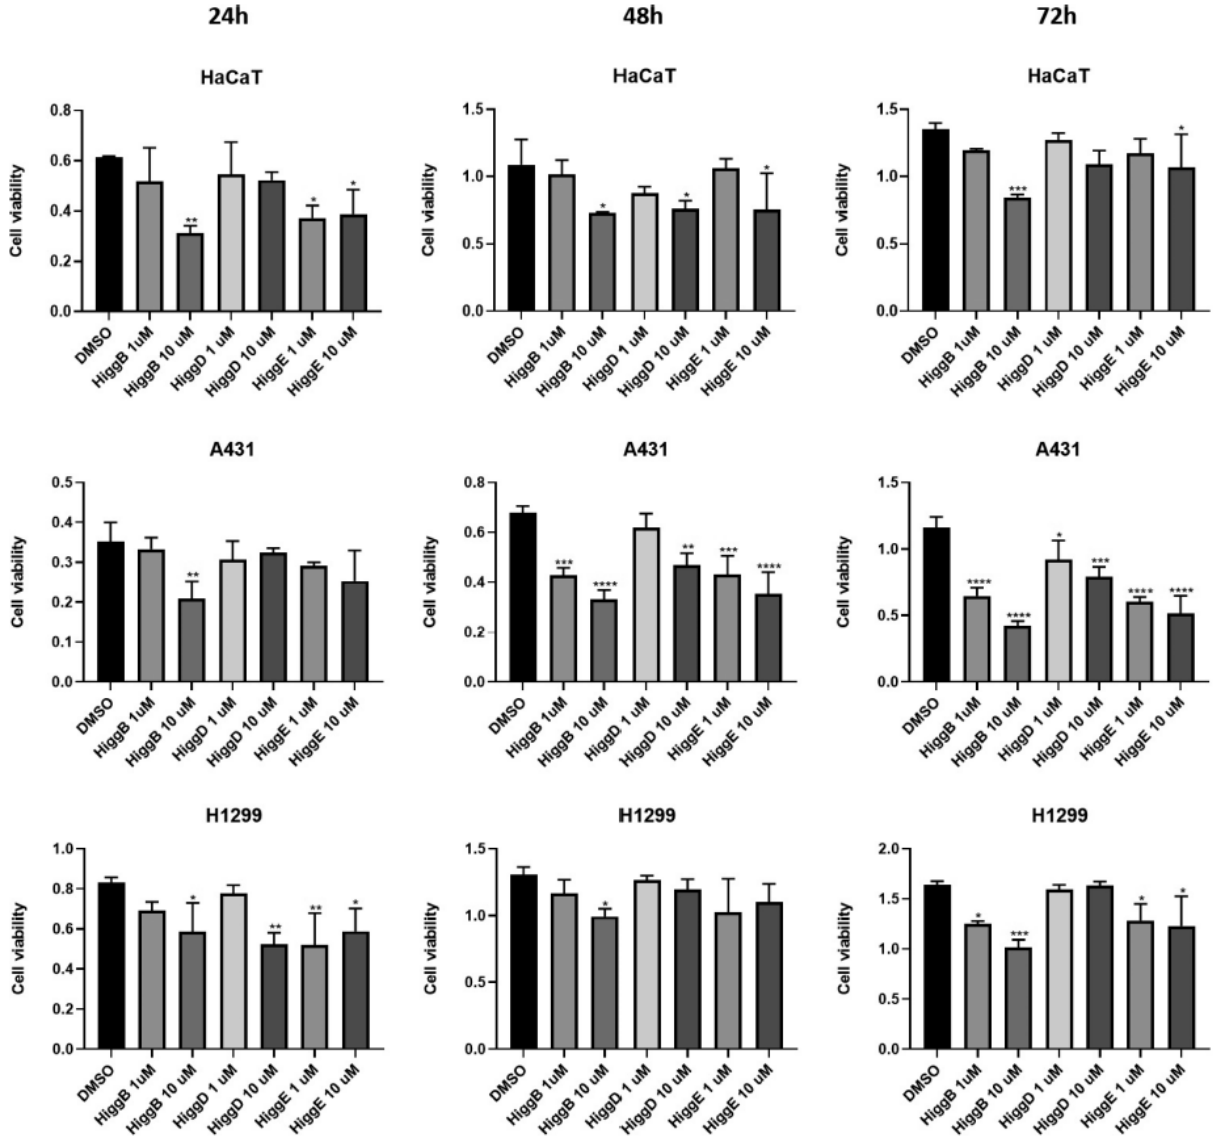 24h
48h
72h
HaCaT
Cell viability
0.8
0.6
0.4
0.2
0.0
**
*
*
DMSO
HiggB 1uM
HiggB 10 uM
HiggD 1 uM
HiggD 10 uM
HiggE 1 uM
HiggE 10 uM
HaCaT
Cell viability
1.5
1.0
0.5
0.0
*
*
*
DMSO
HiggB 1uM
HiggB 10 uM
HiggD 1 uM
HiggD 10 uM
HiggE 1 uM
HiggE 10 uM
HaCaT
Cell viability
1.5
1.0
0.5
0.0
***
*
DMSO
HiggB 1uM
HiggB 10 uM
HiggD 1 uM
HiggD 10 uM
HiggE 1 uM
HiggE 10 uM
A431
Cell viability
0.5
0.4
0.3
0.2
0.1
0.0
**
DMSO
HiggB 1uM
HiggB 10 uM
HiggD 1 uM
HiggD 10 uM
HiggE 1 uM
HiggE 10 uM
A431
Cell viability
0.8
0.6
0.4
0.2
0.0
***
****
**
***
****
DMSO
HiggB 1uM
HiggB 10 uM
HiggD 1 uM
HiggD 10 uM
HiggE 1 uM
HiggE 10 uM
A431
Cell viability
1.5
1.0
0.5
0.0
****
****
*
***
****
****
DMSO
HiggB 1uM
HiggB 10 uM
HiggD 1 uM
HiggD 10 uM
HiggE 1 uM
HiggE 10 uM
H1299
Cell viability
1.0
0.8
0.6
0.4
0.2
0.0
*
**
**
*
DMSO
HiggB 1uM
HiggB 10 uM
HiggD 1 uM
HiggD 10 uM
HiggE 1 uM
HiggE 10 uM
H1299
Cell viability
1.5
1.0
0.5
0.0
*
DMSO
HiggB 1uM
HiggB 10 uM
HiggD 1 uM
HiggD 10 uM
HiggE 1 uM
HiggE 10 uM
H1299
Cell viability
2.0
1.5
1.0
0.5
0.0
*
***
*
*
DMSO
HiggB 1uM
HiggB 10 uM
HiggD 1 uM
HiggD 10 uM
HiggE 1 uM
HiggE 10 uM